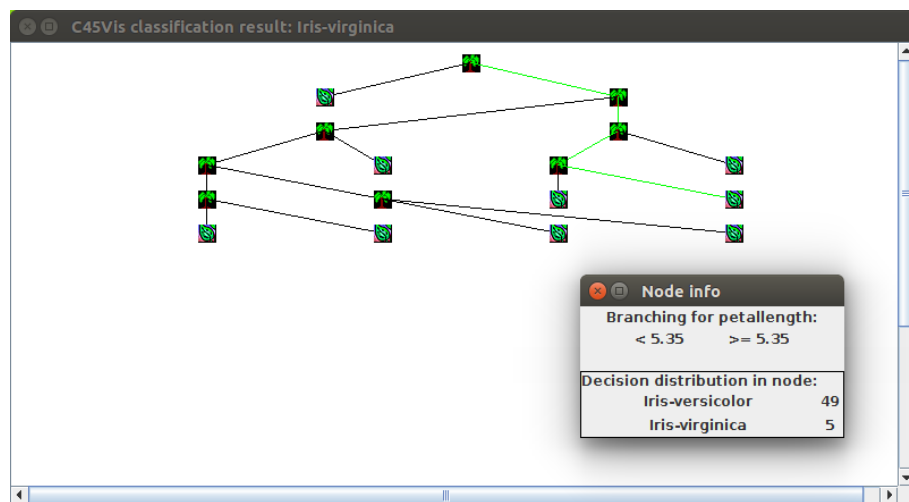 C45Vis classification result: Iris-virginica
Node info
Branching for petallength:
< 5.35 >= 5.35
Decision distribution in node:
Iris-versicolor 49
Iris-virginica 5